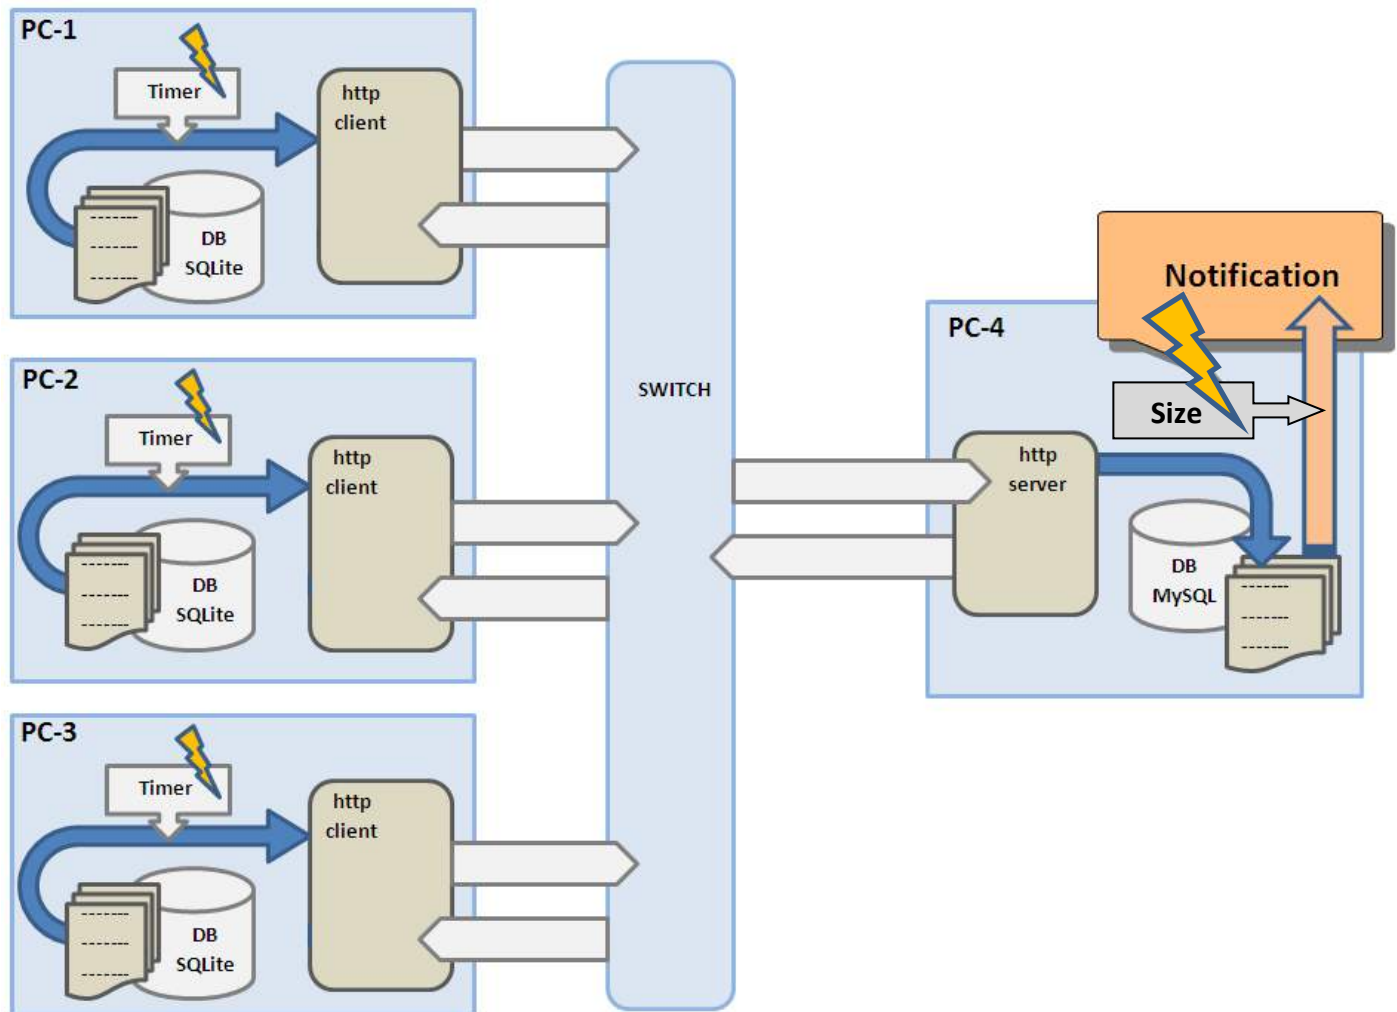 PC-1
Timer
http
client
DB
SQLite
PC-2
Timer
http
client
DB
SQLite
PC-3
Timer
http
client
DB
SQLite
SWITCH
Notification
PC-4
Size
http
server
DB
MySQL